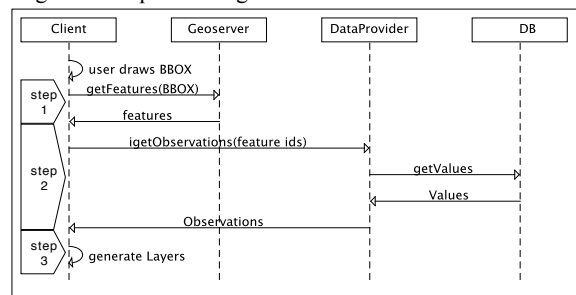 Client Geoserver DataProvider DB
user draws BBOX
step
1
getFeatures(BBOX)
features
step
2
igetObservations(feature ids)
getValues
Values
Observations
step
3
generate Layers